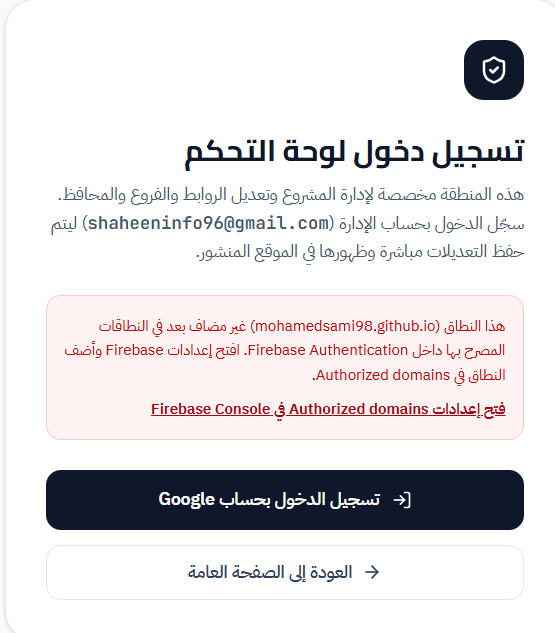 تسجيل دخول لوحة التحكم
هذه المنطقة مخصصة لإدارة المشروع وتعديل الروابط والفروع والمحافظ.
سجّل الدخول بحساب الإدارة (shaheeninfo96@gmail.com) ليتم
حفظ التعديلات مباشرة وظهورها في الموقع المنشور.
هذا النطاق (mohamedsami98.github.io) غير مضاف بعد في النطاقات
المصرح بها داخل Firebase Authentication. افتح إعدادات Firebase وأضف
النطاق في Authorized domains.
فتح إعدادات Authorized domains في Firebase Console
تسجيل الدخول بحساب Google
العودة إلى الصفحة العامة